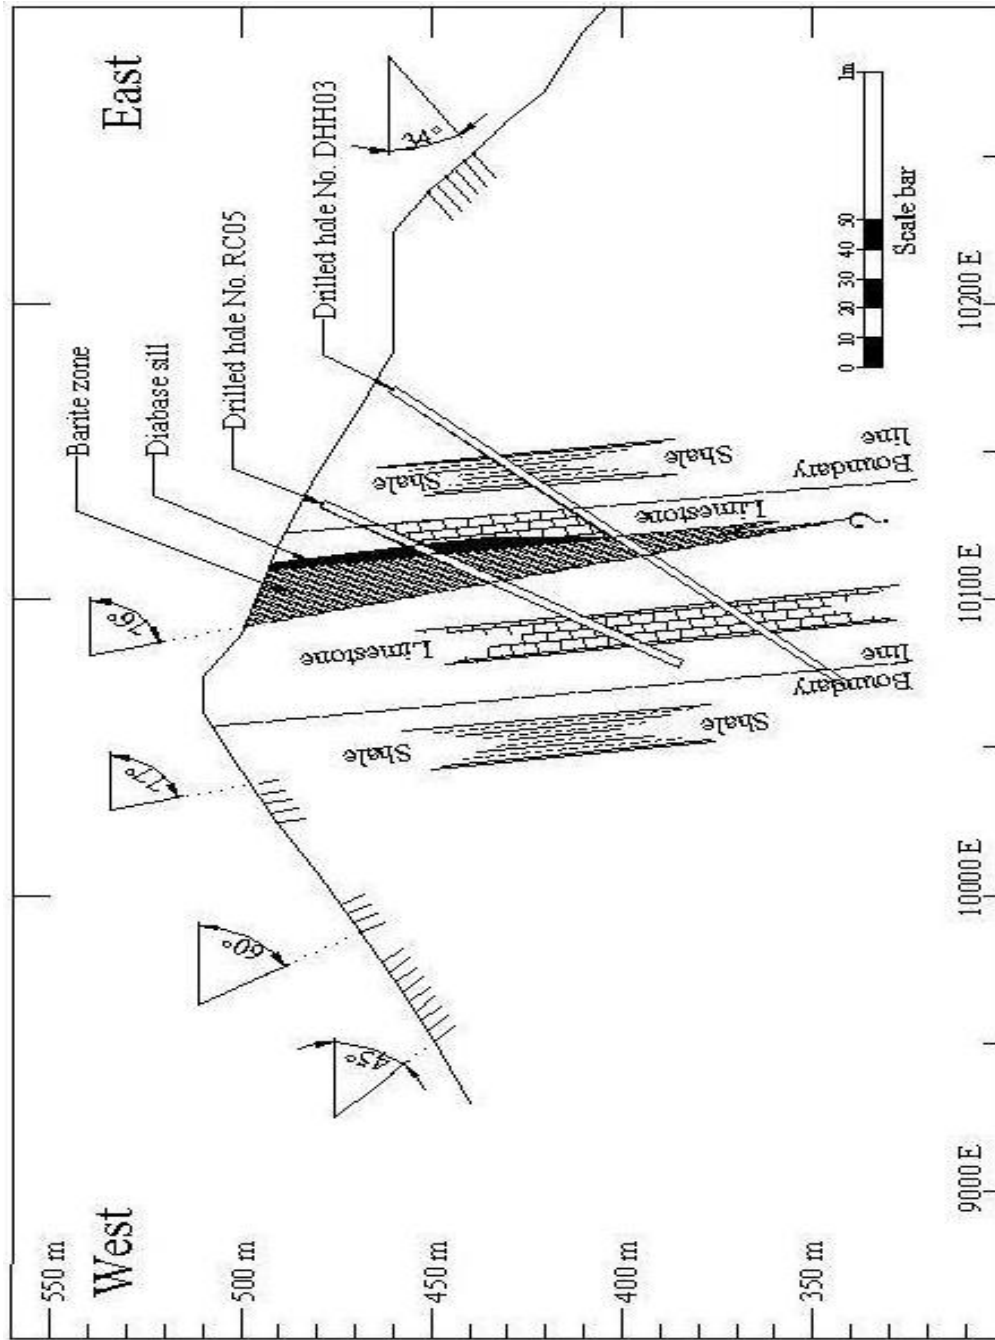 West
East
550 m
500 m
450 m
400 m
350 m
Barite zone
Diabase sill
Drilled hole No. RC05
Drilled hole No. DHH03
45°
60°
77°
76°
34°
Shale
Shale
Boundary
line
Limestone
Limestone
Shale
Shale
Boundary
line
0
10
20
30
40
50
1m
Scale bar
9000 E
10000 E
10100 E
10200 E